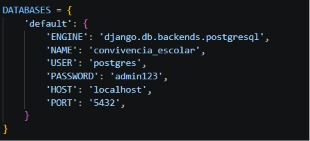 DATABASES = {
    'default': {
        'ENGINE': 'django.db.backends.postgresql',
        'NAME': 'convivencia_escolar',
        'USER': 'postgres',
        'PASSWORD': 'admin123',
        'HOST': 'localhost',
        'PORT': '5432',
    }
}